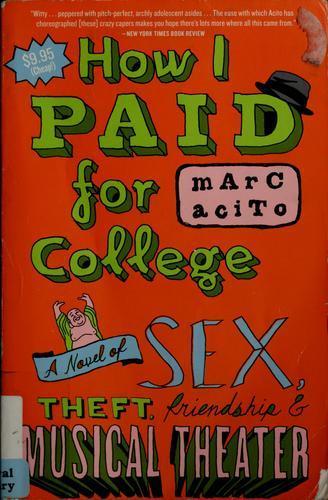 "Witty... peppered with pitch-perfect, archly adolescent asides... The ease with which Acito has
choreographed [these] crazy capers makes you hope there's lots more where all this came from."
—NEW YORK TIMES BOOK REVIEW
$9.95
(Cheap!)
How I
PAID
for
mArC
aciTo
College
A Novel of
SEX,
THEFT, friendship &
MUSICAL THEATER